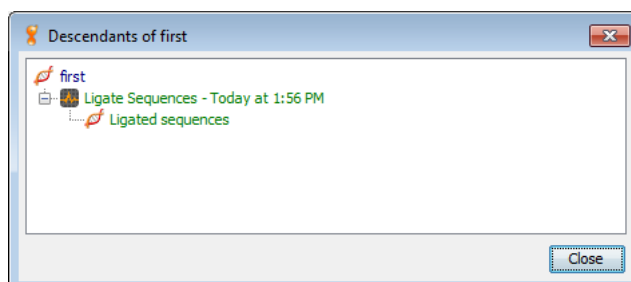 Descendants of first
first
Ligate Sequences - Today at 1:56 PM
Ligated sequences
Close